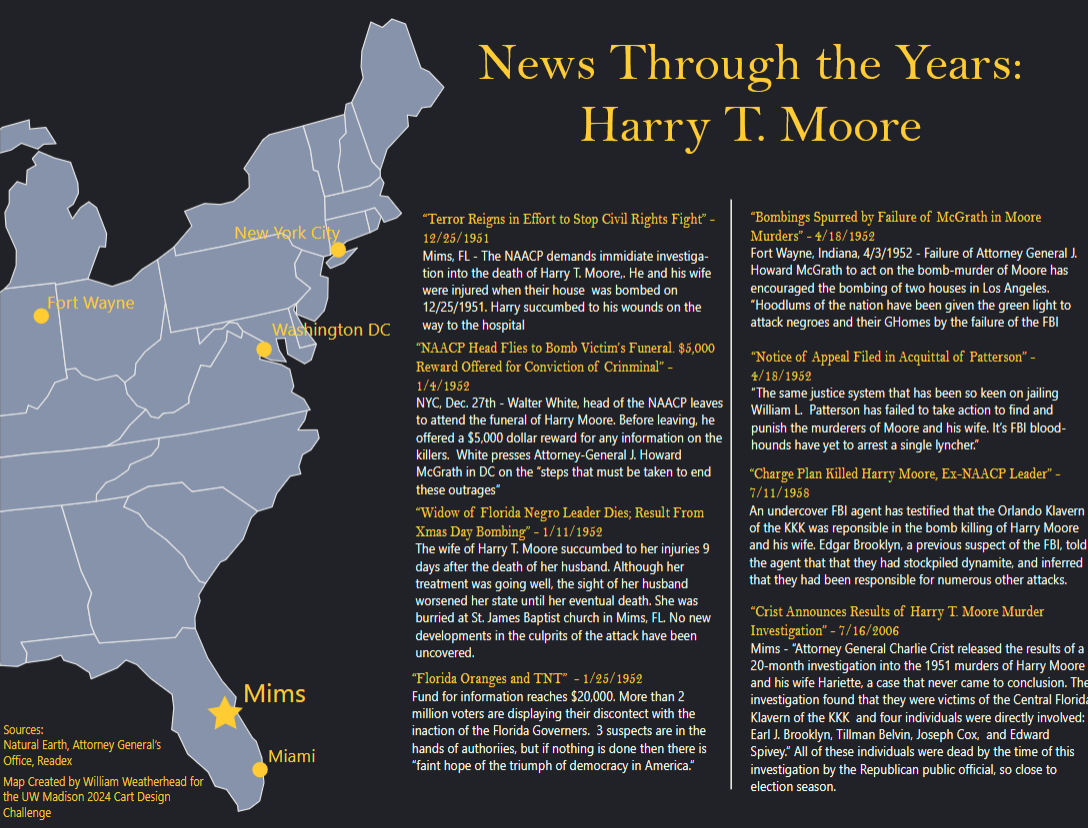 News Through the Years:
Harry T. Moore
New York City
Fort Wayne
Washington DC
Mims
Miami
Sources:
Natural Earth, Attorney General's
Office, Readex
Map Created by William Weatherhead for
the UW Madison 2024 Cart Design
Challenge
“Terror Reigns in Effort to Stop Civil Rights Fight” -
12/25/1951
Mims, FL - The NAACP demands immidiate investiga-
tion into the death of Harry T. Moore,. He and his wife
were injured when their house was bombed on
12/25/1951. Harry succumbed to his wounds on the
way to the hospital
“NAACP Head Flies to Bomb Victim's Funeral. $5,000
Reward Offered for Conviction of Crinminal” -
1/4/1952
NYC, Dec. 27th - Walter White, head of the NAACP leaves
to attend the funeral of Harry Moore. Before leaving, he
offered a $5,000 dollar reward for any information on the
killers. White presses Attorney-General J. Howard
McGrath in DC on the “steps that must be taken to end
these outrages”
“Widow of Florida Negro Leader Dies; Result From
Xmas Day Bombing” - 1/11/1952
The wife of Harry T. Moore succumbed to her injuries 9
days after the death of her husband. Although her
treatment was going well, the sight of her husband
worsened her state until her eventual death. She was
burried at St. James Baptist church in Mims, FL. No new
developments in the culprits of the attack have been
uncovered.
“Florida Oranges and TNT” - 1/25/1952
Fund for information reaches $20,000. More than 2
million voters are displaying their discontect with the
inaction of the Florida Governers. 3 suspects are in the
hands of authoriies, but if nothing is done then there is
“faint hope of the triumph of democracy in America.”
“Bombings Spurred by Failure of McGrath in Moore
Murders” - 4/18/1952
Fort Wayne, Indiana, 4/3/1952 - Failure of Attorney General J.
Howard McGrath to act on the bomb-murder of Moore has
encouraged the bombing of two houses in Los Angeles.
“Hoodlums of the nation have been given the green light to
attack negroes and their GHomes by the failure of the FBI
“Notice of Appeal Filed in Acquittal of Patterson” -
4/18/1952
“The same justice system that has been so keen on jailing
William L. Patterson has failed to take action to find and
punish the murderers of Moore and his wife. It's FBI blood-
hounds have yet to arrest a single lyncher.”
“Charge Plan Killed Harry Moore, Ex-NAACP Leader” -
7/11/1958
An undercover FBI agent has testified that the Orlando Klavern
of the KKK was reponsible in the bomb killing of Harry Moore
and his wife. Edgar Brooklyn, a previous suspect of the FBI, told
the agent that that they had stockpiled dynamite, and inferred
that they had been responsible for numerous other attacks.
“Crist Announces Results of Harry T. Moore Murder
Investigation” - 7/16/2006
Mims - “Attorney General Charlie Crist released the results of a
20-month investigation into the 1951 murders of Harry Moore
and his wife Hariette, a case that never came to conclusion. The
investigation found that they were victims of the Central Florida
Klavern of the KKK and four individuals were directly involved:
Earl J. Brooklyn, Tillman Belvin, Joseph Cox, and Edward
Spivey.” All of these individuals were dead by the time of this
investigation by the Republican public official, so close to
election season.